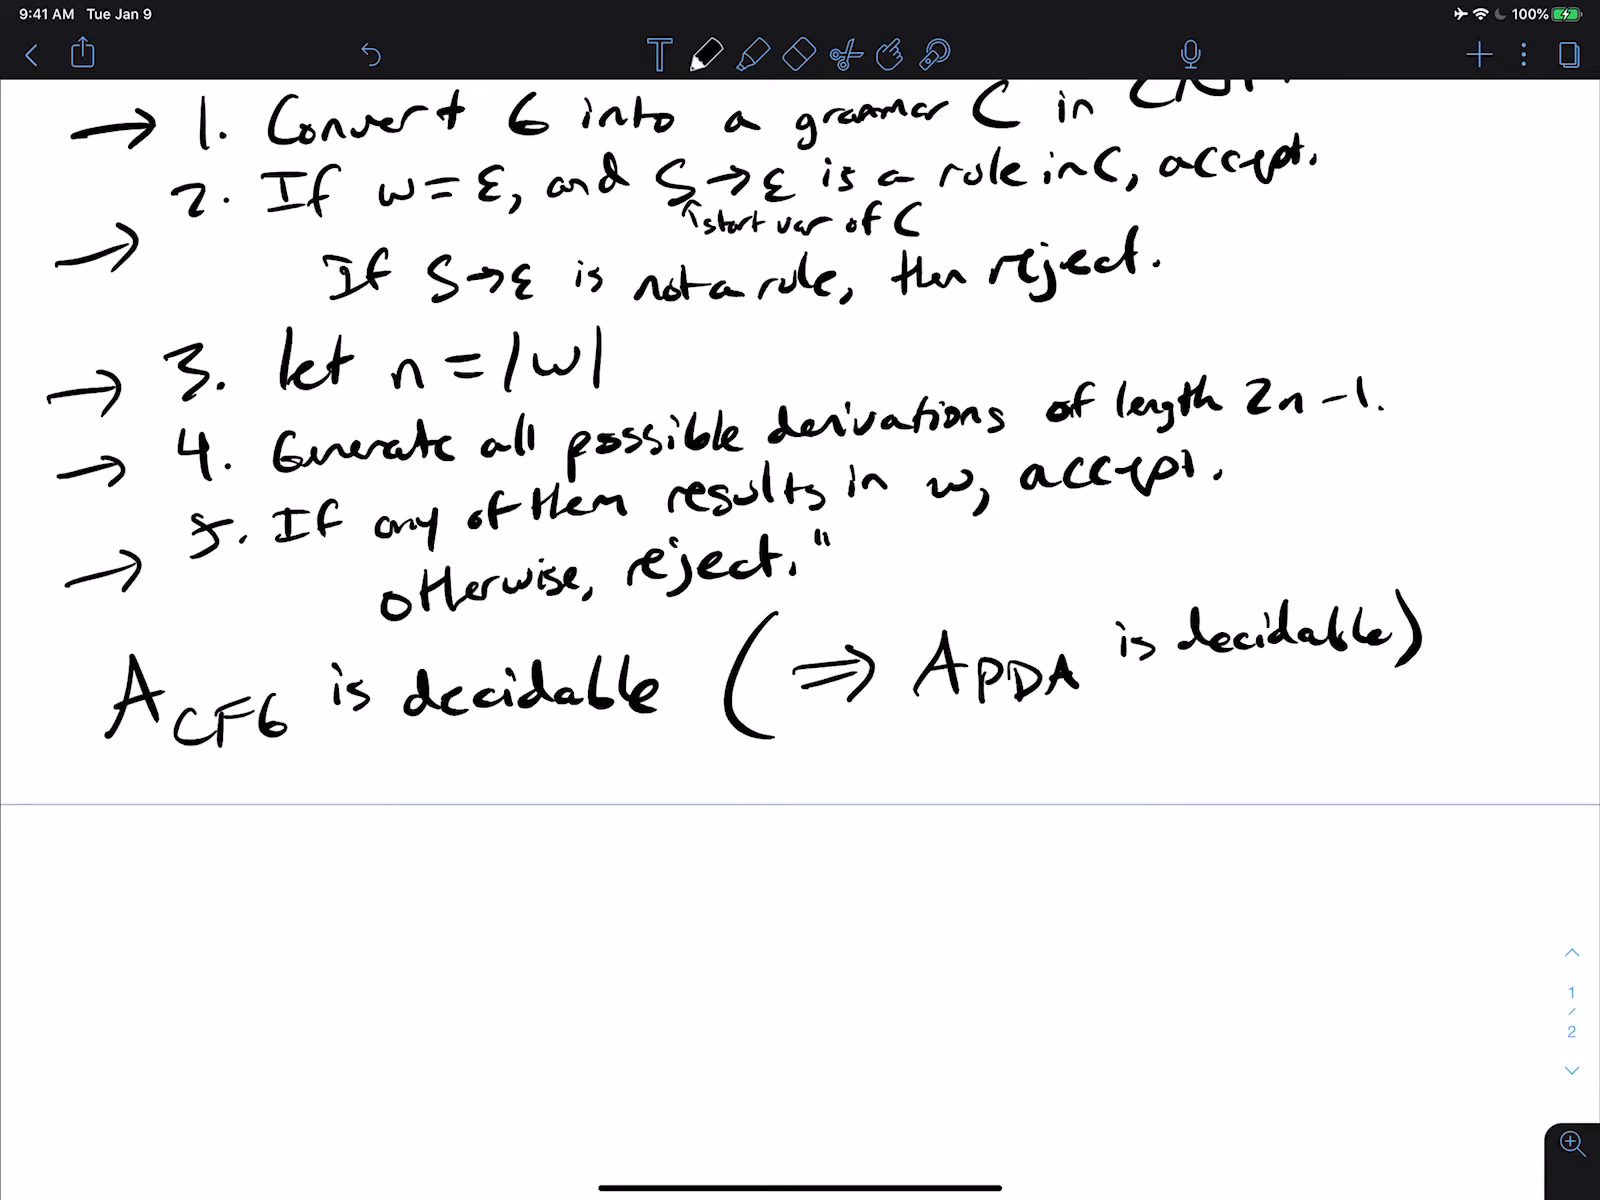 9:41 AM Tue Jan 9
100%
→ 1. Convert G into a grammar C in CNF.
2. If w = ε, and S → ε is a rule in C, accept.
↑ start var of C
→ If S → ε is not a rule, then reject.
→ 3. let n = |w|
→ 4. Generate all possible derivations of length 2n-1.
5. If any of them results in w, accept.
→ otherwise, reject."
A_CFG is decidable (⇒ A_PDA is decidable)
1
/
2